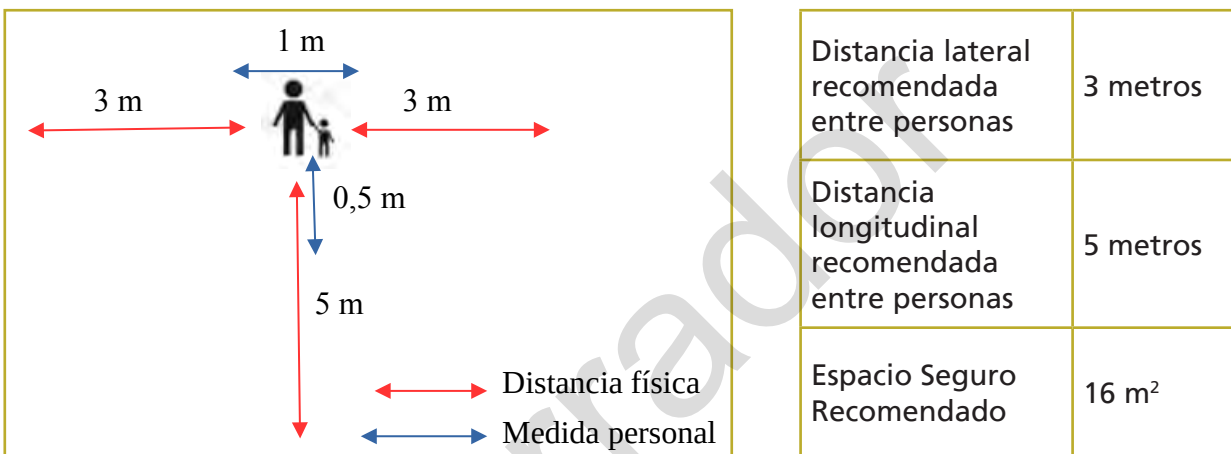 1 m
3 m
3 m
0,5 m
5 m
Distancia física
Medida personal
Distancia lateral
recomendada
entre personas
3 metros
Distancia
longitudinal
recomendada
entre personas
5 metros
Espacio Seguro
Recomendado
16 m²
rrador